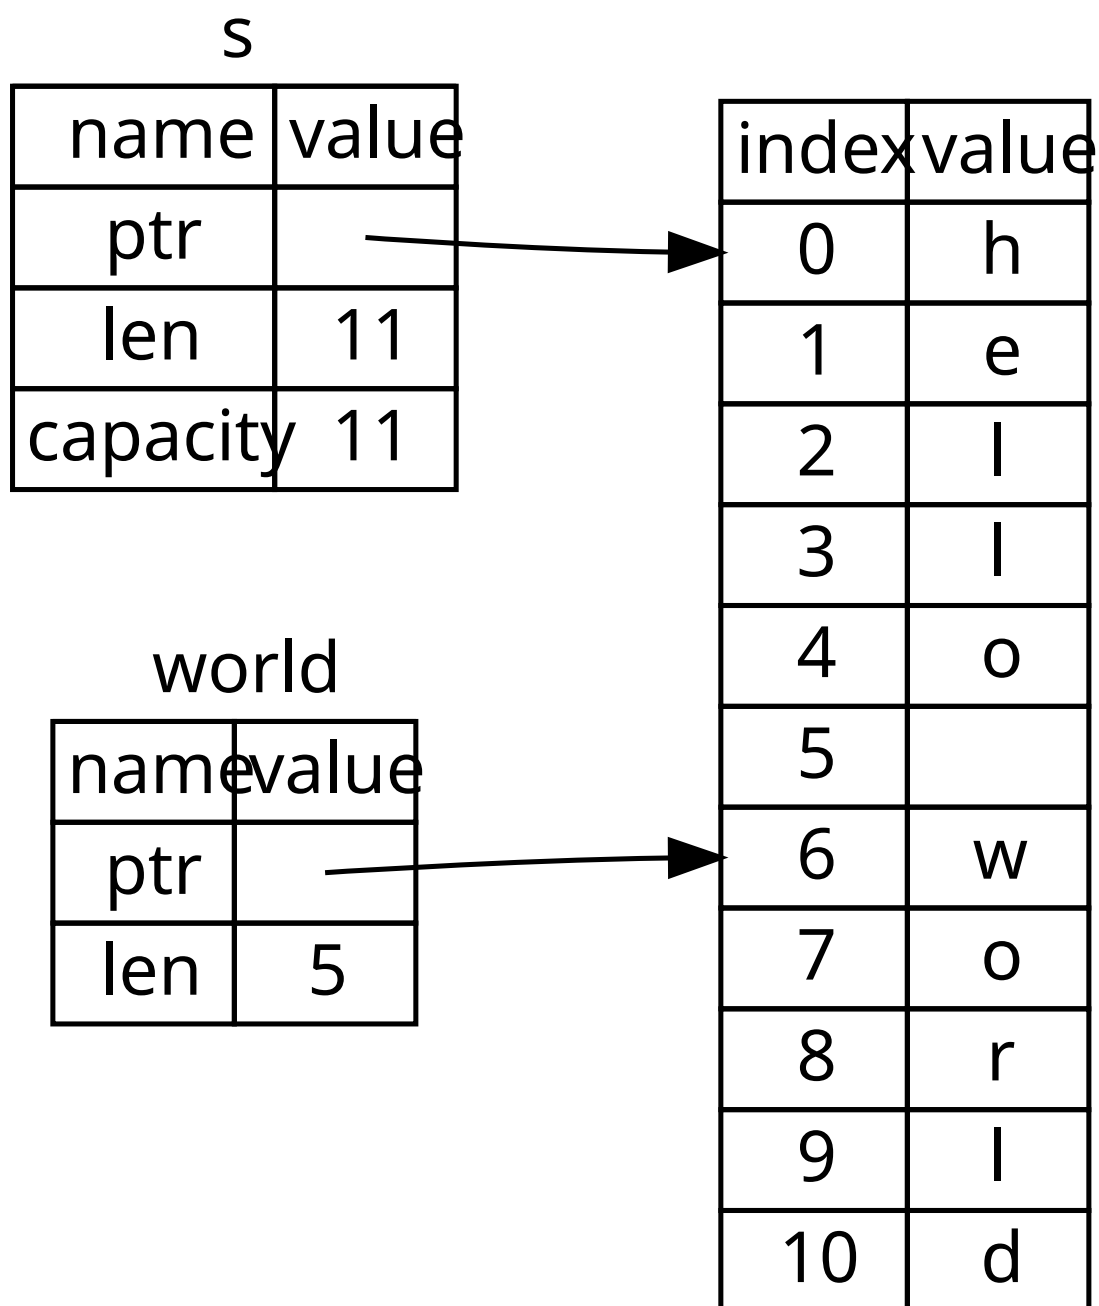 s
name value
ptr
len 11
capacity 11
world
name value
ptr
len 5
index value
0 h
1 e
2 l
3 l
4 o
5
6 w
7 o
8 r
9 l
10 d